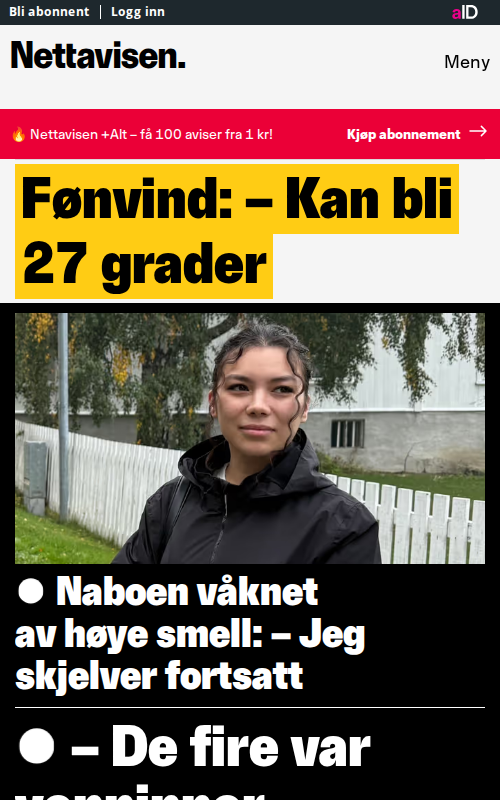 Bli abonnent | Logg inn
aID
Nettavisen.
Meny
🔥 Nettavisen +Alt – få 100 aviser fra 1 kr!
Kjøp abonnement →
Fønvind: – Kan bli
27 grader
● Naboen våknet
av høye smell: – Jeg
skjelver fortsatt
● – De fire var